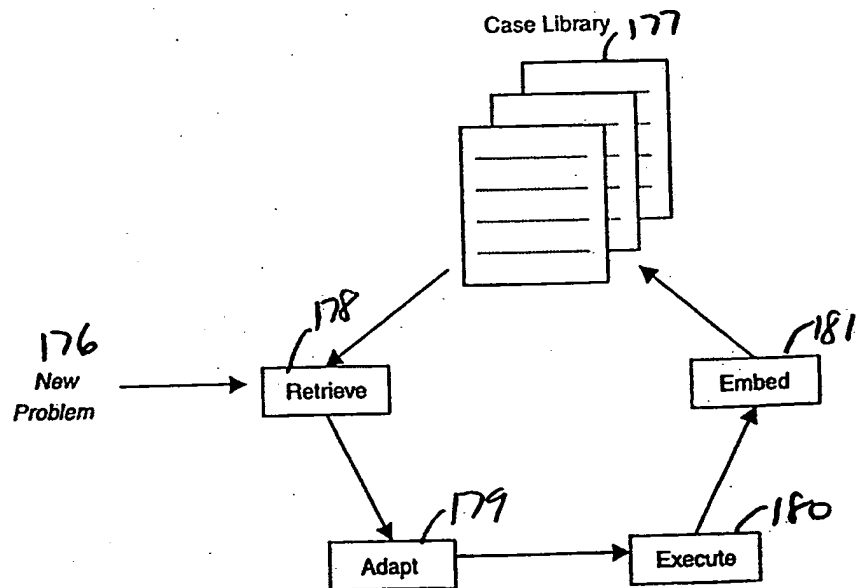 Case Library 177
178
176
New
Problem
Retrieve
181
Embed
179
Adapt
180
Execute